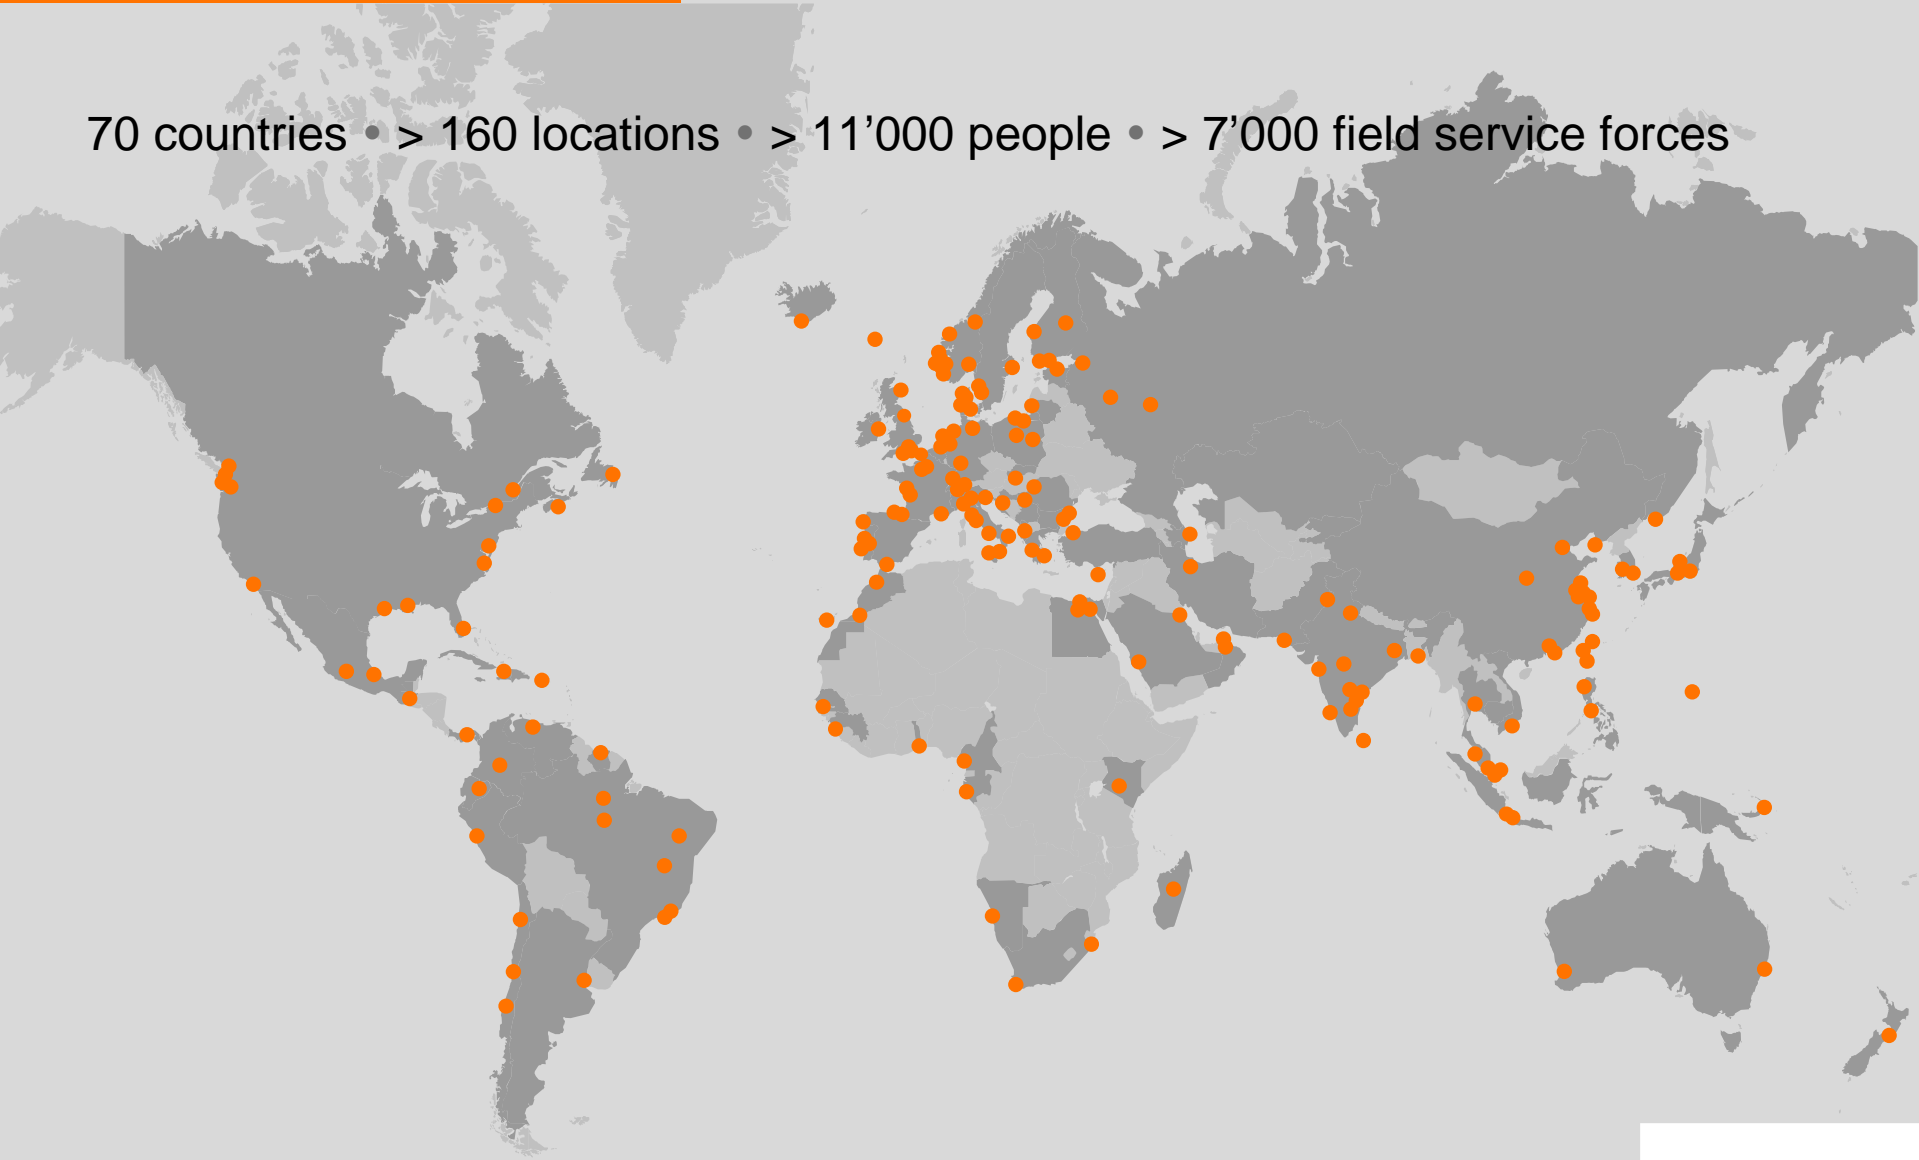 70 countries • > 160 locations • > 11’000 people • > 7’000 field service forces